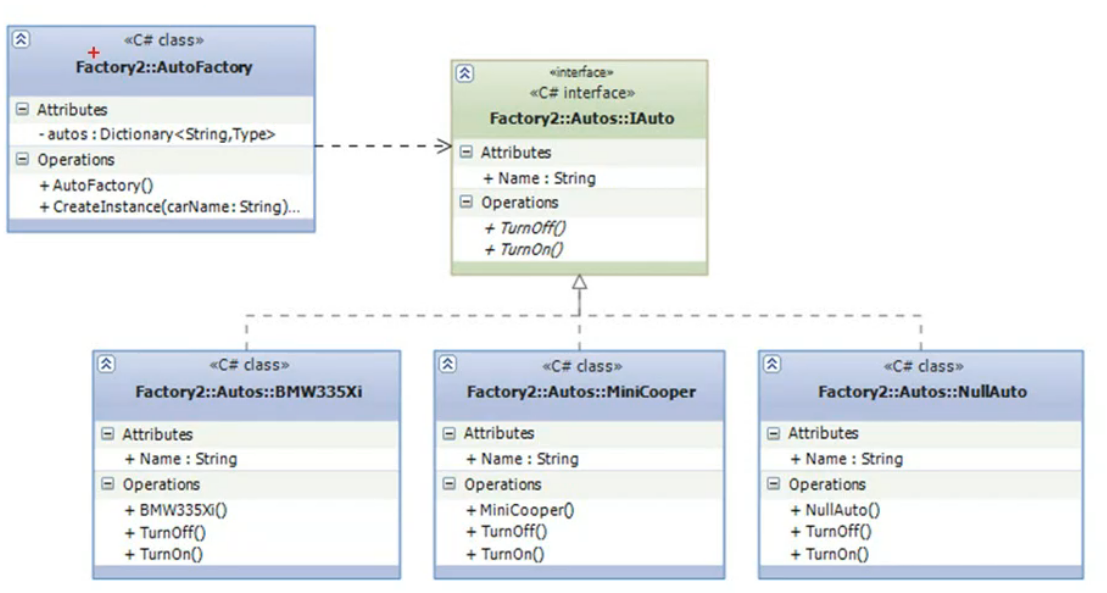 «C# class»
Factory2::AutoFactory
Attributes
- autos : Dictionary<String,Type>
Operations
+ AutoFactory()
+ CreateInstance(carName : String)...
«interface»
«C# interface»
Factory2::Autos::IAuto
Attributes
+ Name : String
Operations
+ TurnOff()
+ TurnOn()
«C# class»
Factory2::Autos::BMW335Xi
Attributes
+ Name : String
Operations
+ BMW335Xi()
+ TurnOff()
+ TurnOn()
«C# class»
Factory2::Autos::MiniCooper
Attributes
+ Name : String
Operations
+ MiniCooper()
+ TurnOff()
+ TurnOn()
«C# class»
Factory2::Autos::NullAuto
Attributes
+ Name : String
Operations
+ NullAuto()
+ TurnOff()
+ TurnOn()